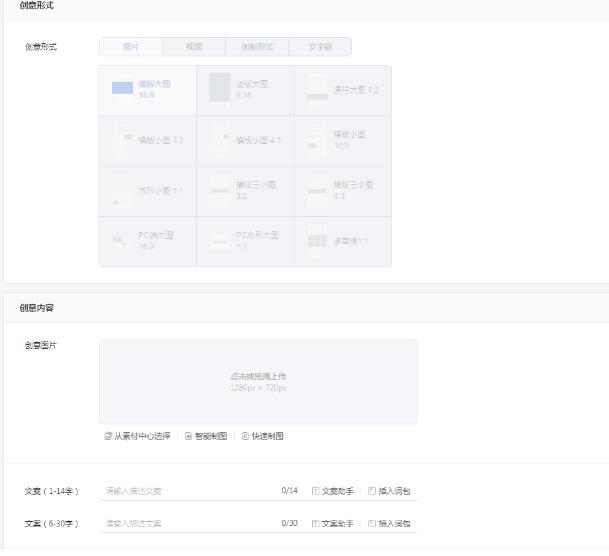 创意形式
创意形式
图片 视频 创新形式 文字链
横版大图 竖版大图 通栏大图 7:2
16:9 9:16
横版小图 3:2 横版小图 4:3 横版小图
16:9
方形小图 1:1 横版三小图 横版三小图
3:2 4:3
PC端大图 PC方形大图 多宫格1:1
16:9 1:1
创意内容
创意图片
点击或拖拽上传
1280px × 720px
从素材中心选择 智能制图 快速制图
文案（1-14字） 请输入描述文案 0/14 文案助手 插入词包
文案（6-30字） 请输入描述文案 0/30 文案助手 插入词包